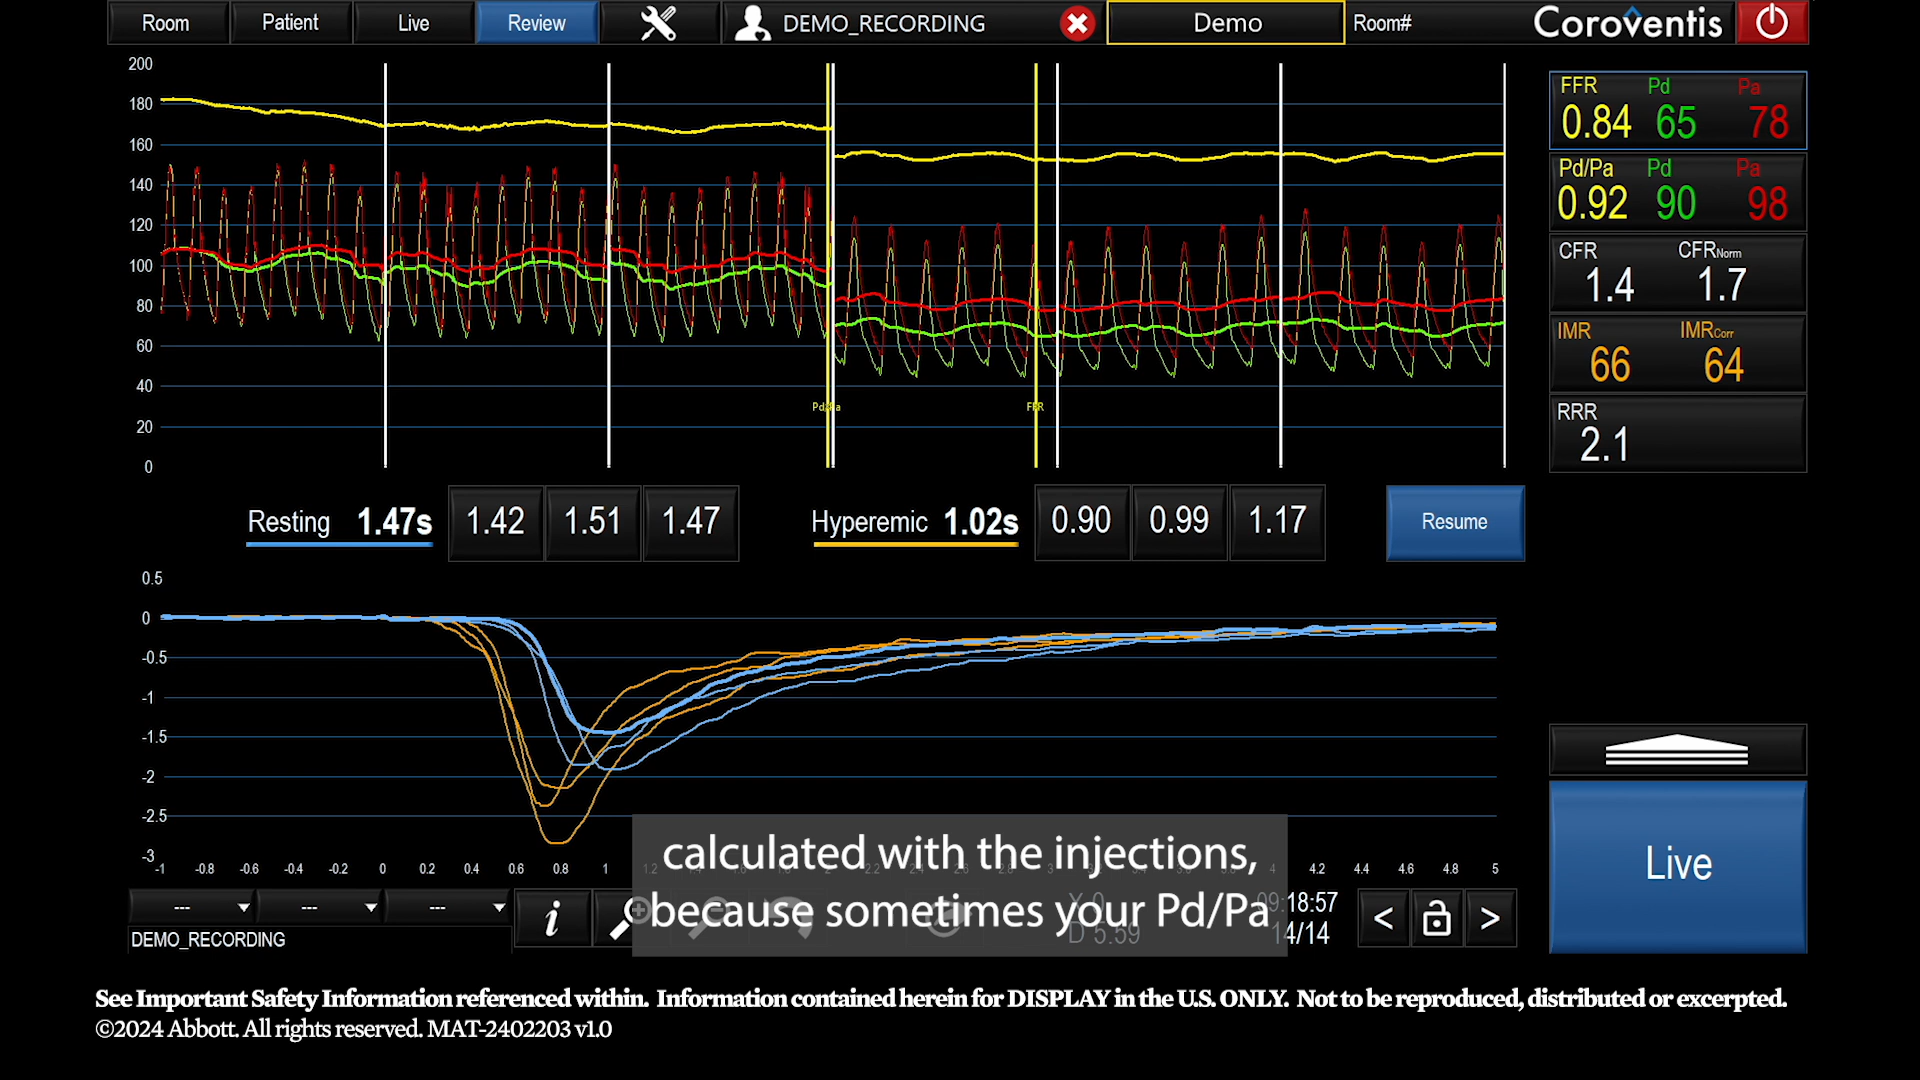 Room Patient Live Review DEMO_RECORDING Demo Room# Coroventis
200
180
160
140
120
100
80
60
40
20
0
Pd/Pa FFR
FFR Pd Pa
0.84 65 78
Pd/Pa Pd Pa
0.92 90 98
CFR CFRNorm
1.4 1.7
IMR IMRCorr
66 64
RRR
2.1
Resting 1.47s 1.42 1.51 1.47 Hyperemic 1.02s 0.90 0.99 1.17 Resume
0.5
0
-0.5
-1
-1.5
-2
-2.5
-3
-1 -0.8 -0.6 -0.4 -0.2 0 0.2 0.4 0.6 0.8 1 4.2 4.4 4.6 4.8 5
calculated with the injections,
because sometimes your Pd/Pa
Live
--- --- --- i 09:18:57
D 5.59 14/14 < >
DEMO_RECORDING
See Important Safety Information referenced within. Information contained herein for DISPLAY in the U.S. ONLY. Not to be reproduced, distributed or excerpted.
©2024 Abbott. All rights reserved. MAT-2402203 v1.0